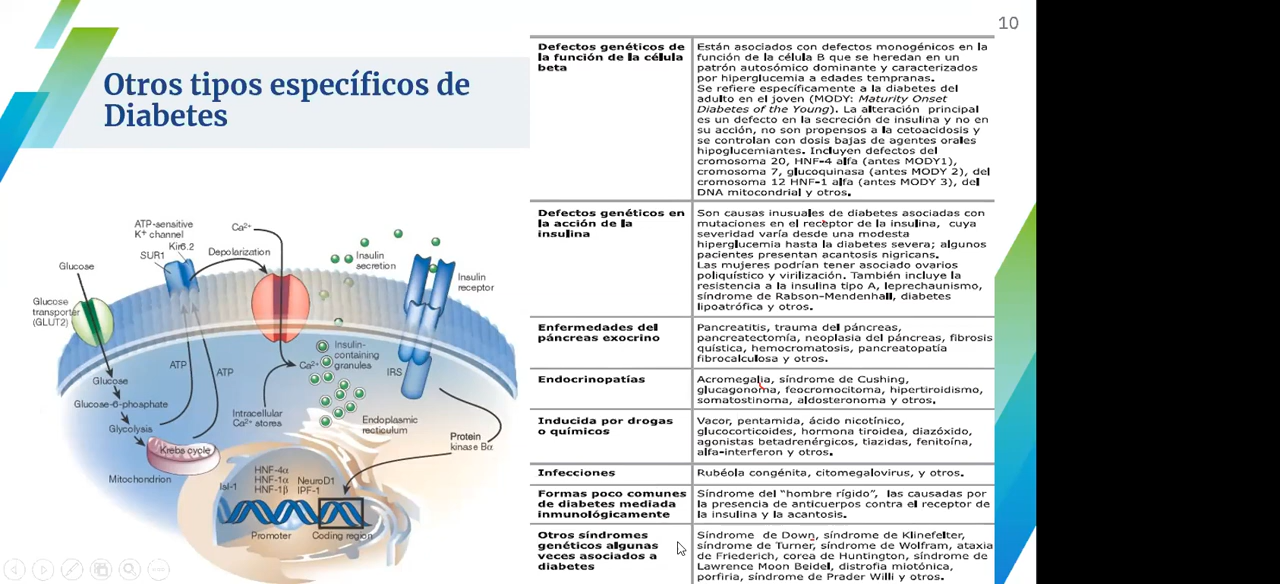 10
Otros tipos específicos de
Diabetes
Defectos genéticos de
la función de la célula
beta
Están asociados con defectos monogénicos en la
función de la célula B que se heredan en un
patrón autosómico dominante y caracterizados
por hiperglucemia a edades tempranas.
Se refiere específicamente a la diabetes del
adulto en el joven (MODY: Maturity Onset
Diabetes of the Young). La alteración principal
es un defecto en la secreción de insulina y no en
su acción, no son propensos a la cetoacidosis y
se controlan con dosis bajas de agentes orales
hipoglucemiantes. Incluyen defectos del
cromosoma 20, HNF-4 alfa (antes MODY1),
cromosoma 7, glucoquinasa (antes MODY 2), del
cromosoma 12 HNF-1 alfa (antes MODY 3), del
DNA mitocondrial y otros.
Defectos genéticos en
la acción de la
insulina
Son causas inusuales de diabetes asociadas con
mutaciones en el receptor de la insulina, cuya
severidad varía desde una modesta
hiperglucemia hasta la diabetes severa; algunos
pacientes presentan acantosis nigricans.
Las mujeres podrían tener asociado ovarios
poliquístico y virilización. También incluye la
resistencia a la insulina tipo A, leprechaunismo,
síndrome de Rabson-Mendenhall, diabetes
lipoatrófica y otros.
Enfermedades del
páncreas exocrino
Pancreatitis, trauma del páncreas,
pancreatectomía, neoplasia del páncreas, fibrosis
quística, hemocromatosis, pancreatopatía
fibrocalculosa y otros.
Endocrinopatías
Acromegalia, síndrome de Cushing,
glucagonoma, feocromocitoma, hipertiroidismo,
somatostinoma, aldosteronoma y otros.
Inducida por drogas
o químicos
Vacor, pentamida, ácido nicotínico,
glucocorticoides, hormona tiroidea, diazóxido,
agonistas betadrenérgicos, tiazidas, fenitoína,
alfa-interferon y otros.
Infecciones
Rubéola congénita, citomegalovirus, y otros.
Formas poco comunes
de diabetes mediada
inmunológicamente
Síndrome del “hombre rígido”, las causadas por
la presencia de anticuerpos contra el receptor de
la insulina y la acantosis.
Otros síndromes
genéticos algunas
veces asociados a
diabetes
Síndrome de Down, síndrome de Klinefelter,
síndrome de Turner, síndrome de Wolfram, ataxia
de Friederich, corea de Huntington, síndrome de
Lawrence Moon Beidel, distrofia miotónica,
porfiria, síndrome de Prader Willi y otros.
ATP-sensitive
K+ channel
Kir6.2
SUR1
Ca2+
Depolarization
Insulin
secretion
Insulin
receptor
Glucose
Glucose
transporter
(GLUT2)
ATP
ATP
Insulin-
containing
granules
Ca2+
IRS
Glucose
Glucose-6-phosphate
Glycolysis
Intracellular
Ca2+ stores
Endoplasmic
recticulum
Protein
kinase Bα
Krebs cycle
Mitochondrion
Isl-1
HNF-4α
HNF-1α
HNF-1β
NeuroD1
IPF-1
Promoter
Coding region